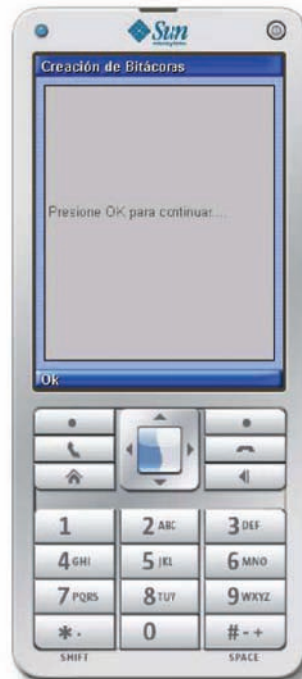 Sun
microsystems
Creación de Bitácoras
Presione OK para continuar....
Ok
1 2 ABC 3 DEF
4 GHI 5 JKL 6 MNO
7 PQRS 8 TUV 9 WXYZ
* . 0 # - +
SHIFT SPACE